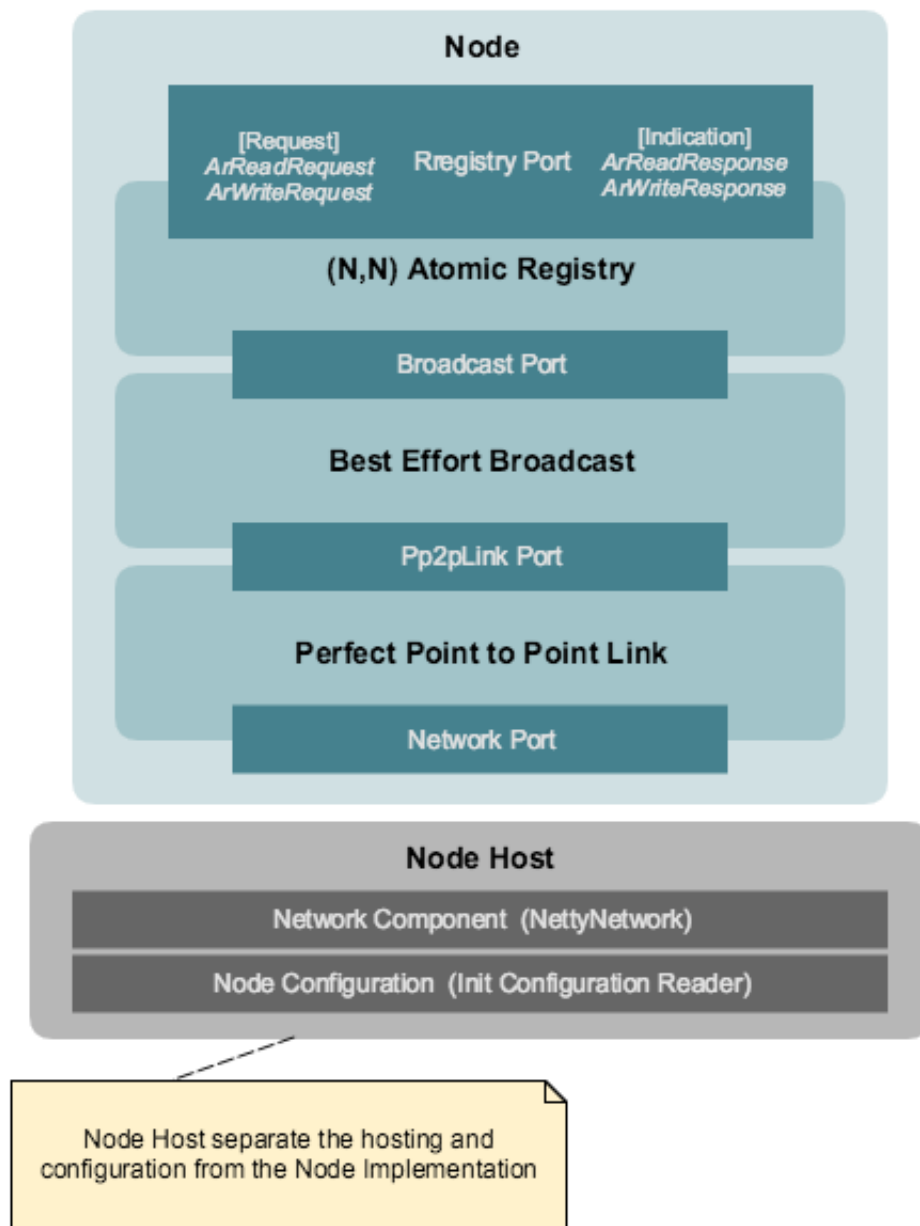 Node
[Request]
ArReadRequest
ArWriteRequest
Rregistry Port
[Indication]
ArReadResponse
ArWriteResponse
(N,N) Atomic Registry
Broadcast Port
Best Effort Broadcast
Pp2pLink Port
Perfect Point to Point Link
Network Port
Node Host
Network Component (NettyNetwork)
Node Configuration (Init Configuration Reader)
Node Host separate the hosting and
configuration from the Node Implementation